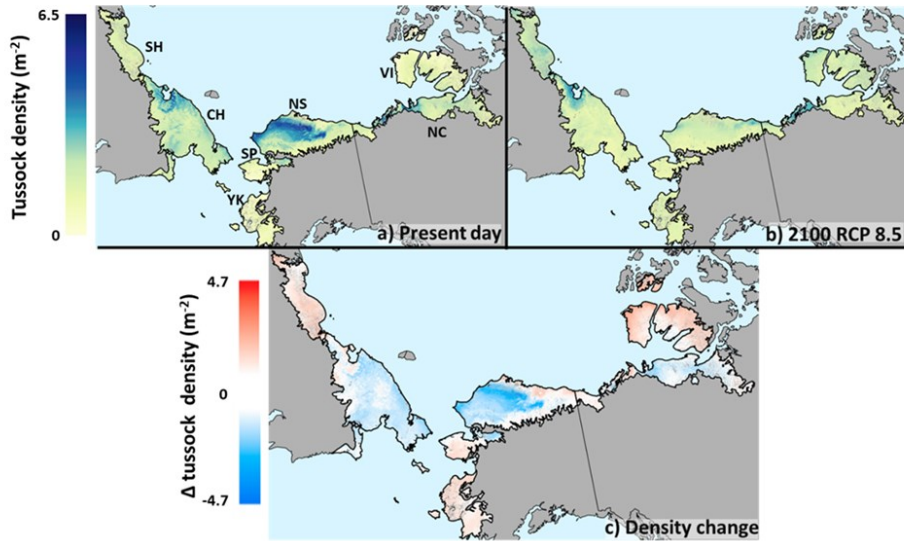 6.5
Tussock density (m-2)
0
SH
CH
NS
SP
YK
VI
NC
a) Present day
b) 2100 RCP 8.5
4.7
Δ tussock density (m-2)
0
-4.7
c) Density change